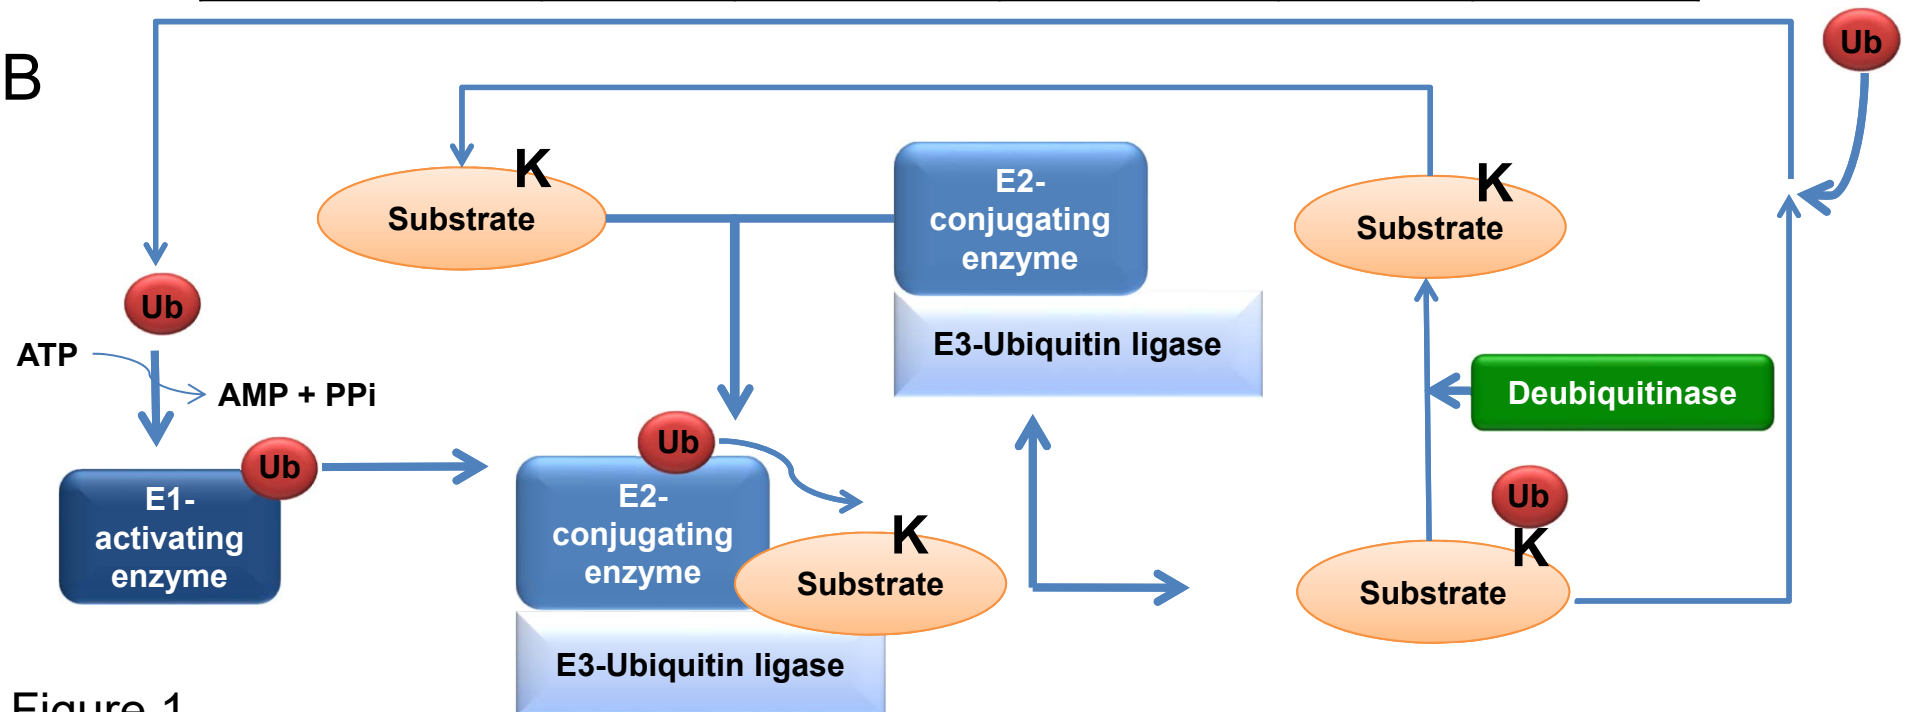 B
Ub
K
Substrate
E2-
conjugating
enzyme
K
Substrate
E3-Ubiquitin ligase
Ub
ATP
AMP + PPi
Deubiquitinase
Ub
E1-
activating
enzyme
Ub
E2-
conjugating
enzyme
K
Substrate
E3-Ubiquitin ligase
Ub
K
Substrate
Figure 1